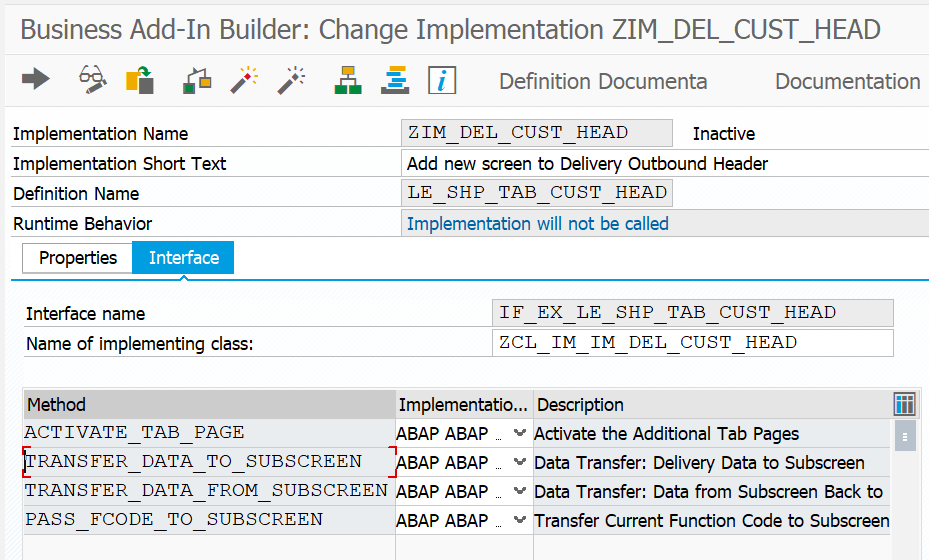 Business Add-In Builder: Change Implementation ZIM_DEL_CUST_HEAD
i Definition Documenta Documentation
Implementation Name ZIM_DEL_CUST_HEAD Inactive
Implementation Short Text Add new screen to Delivery Outbound Header
Definition Name LE_SHP_TAB_CUST_HEAD
Runtime Behavior Implementation will not be called
Properties Interface
Interface name IF_EX_LE_SHP_TAB_CUST_HEAD
Name of implementing class: ZCL_IM_IM_DEL_CUST_HEAD
Method Implementatio... Description
ACTIVATE_TAB_PAGE ABAP ABAP ... Activate the Additional Tab Pages
TRANSFER_DATA_TO_SUBSCREEN ABAP ABAP ... Data Transfer: Delivery Data to Subscreen
TRANSFER_DATA_FROM_SUBSCREEN ABAP ABAP ... Data Transfer: Data from Subscreen Back to
PASS_FCODE_TO_SUBSCREEN ABAP ABAP ... Transfer Current Function Code to Subscreen